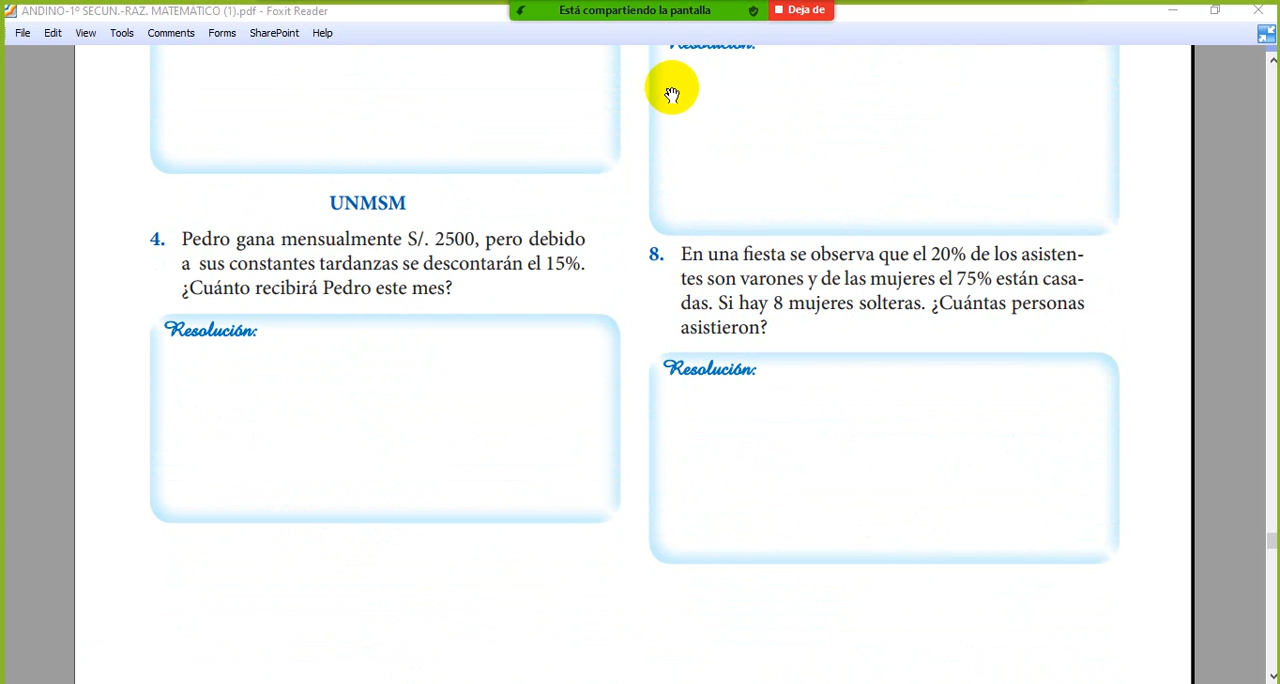 ANDINO-1º SECUN.-RAZ. MATEMATICO (1).pdf - Foxit Reader
Está compartiendo la pantalla
Deja de
File Edit View Tools Comments Forms SharePoint Help
Resolución:
UNMSM
4. Pedro gana mensualmente S/. 2500, pero debido
a sus constantes tardanzas se descontarán el 15%.
¿Cuánto recibirá Pedro este mes?
Resolución:
8. En una fiesta se observa que el 20% de los asisten-
tes son varones y de las mujeres el 75% están casa-
das. Si hay 8 mujeres solteras. ¿Cuántas personas
asistieron?
Resolución: